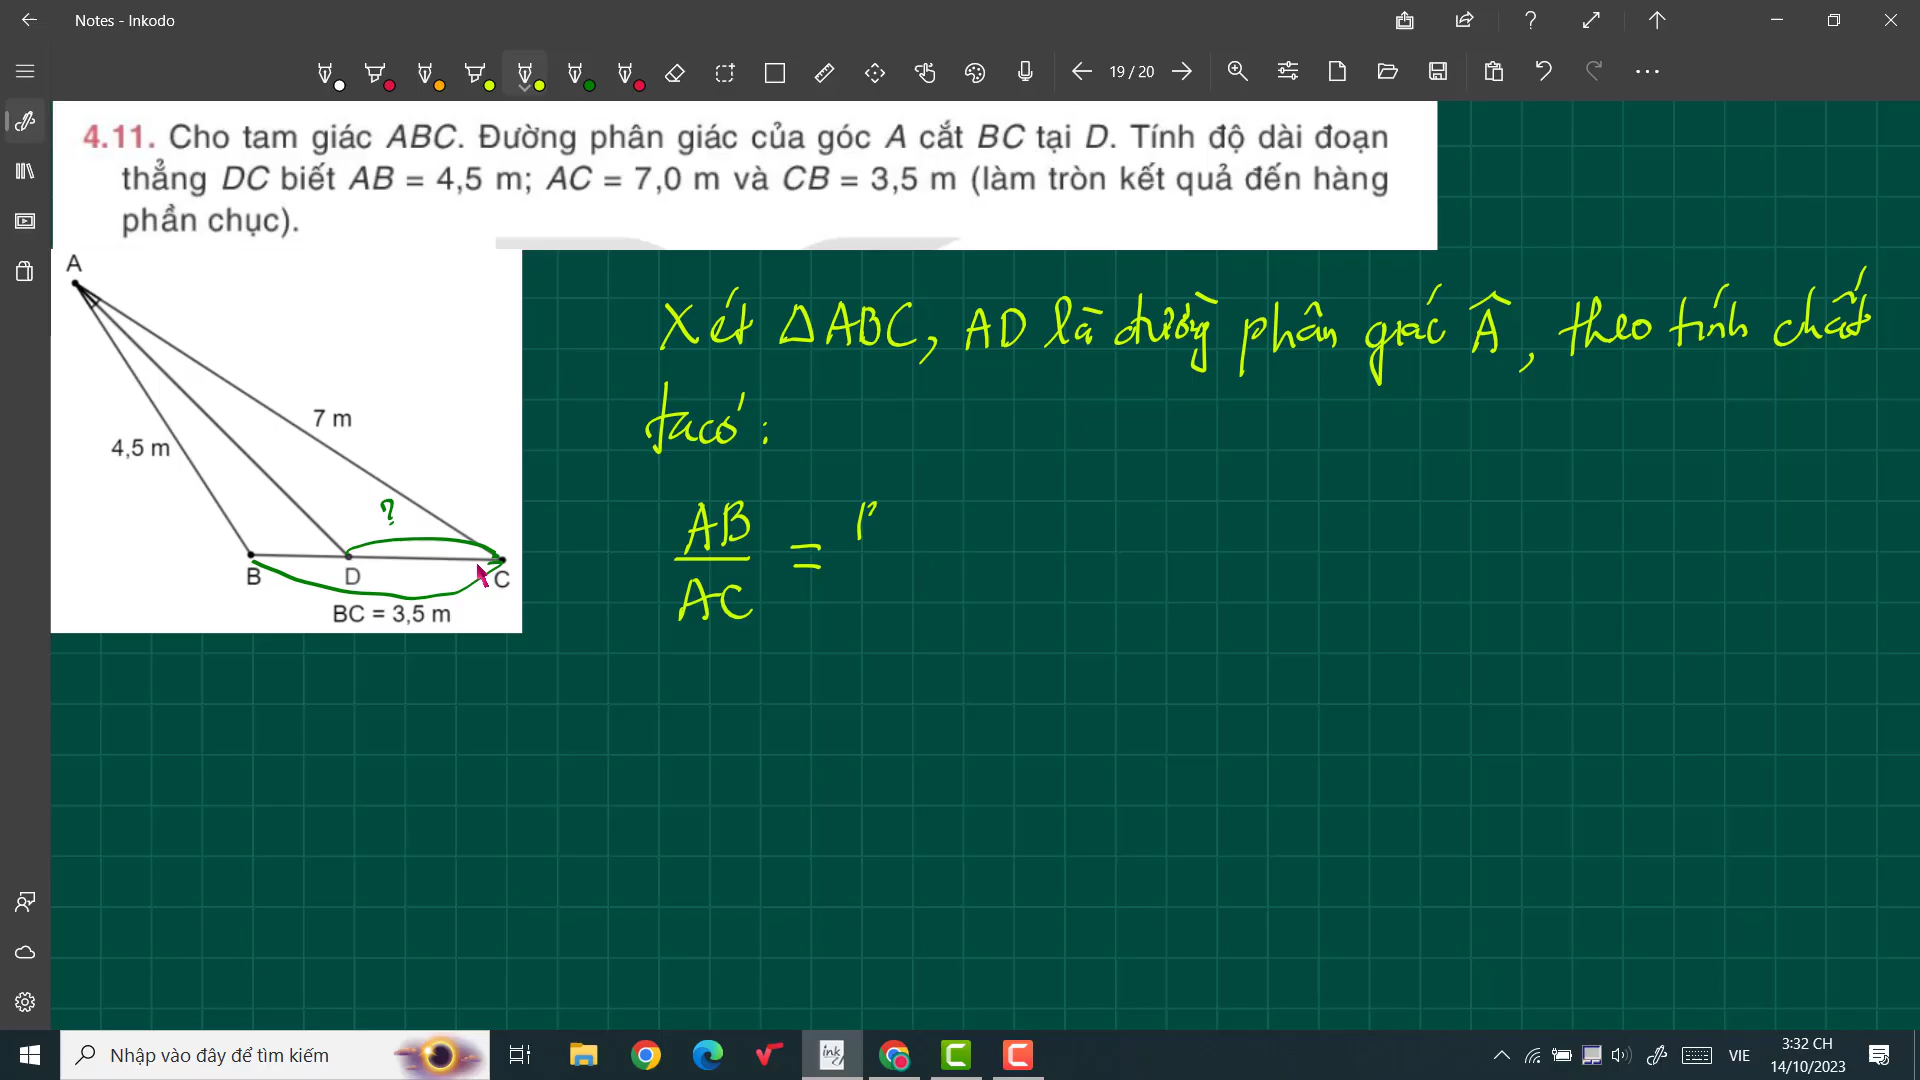 Notes - Inkodo
19 / 20
4.11. Cho tam giác ABC. Đường phân giác của góc A cắt BC tại D. Tính độ dài đoạn
thẳng DC biết AB = 4,5 m; AC = 7,0 m và CB = 3,5 m (làm tròn kết quả đến hàng
phần chục).
A
7 m
4,5 m
?
B
D
C
BC = 3,5 m
Xét ΔABC, AD là đường phân giác Â, theo tính chất
ta có:
AB
=
AC
Nhập vào đây để tìm kiếm
ink
VIE
3:32 CH
14/10/2023